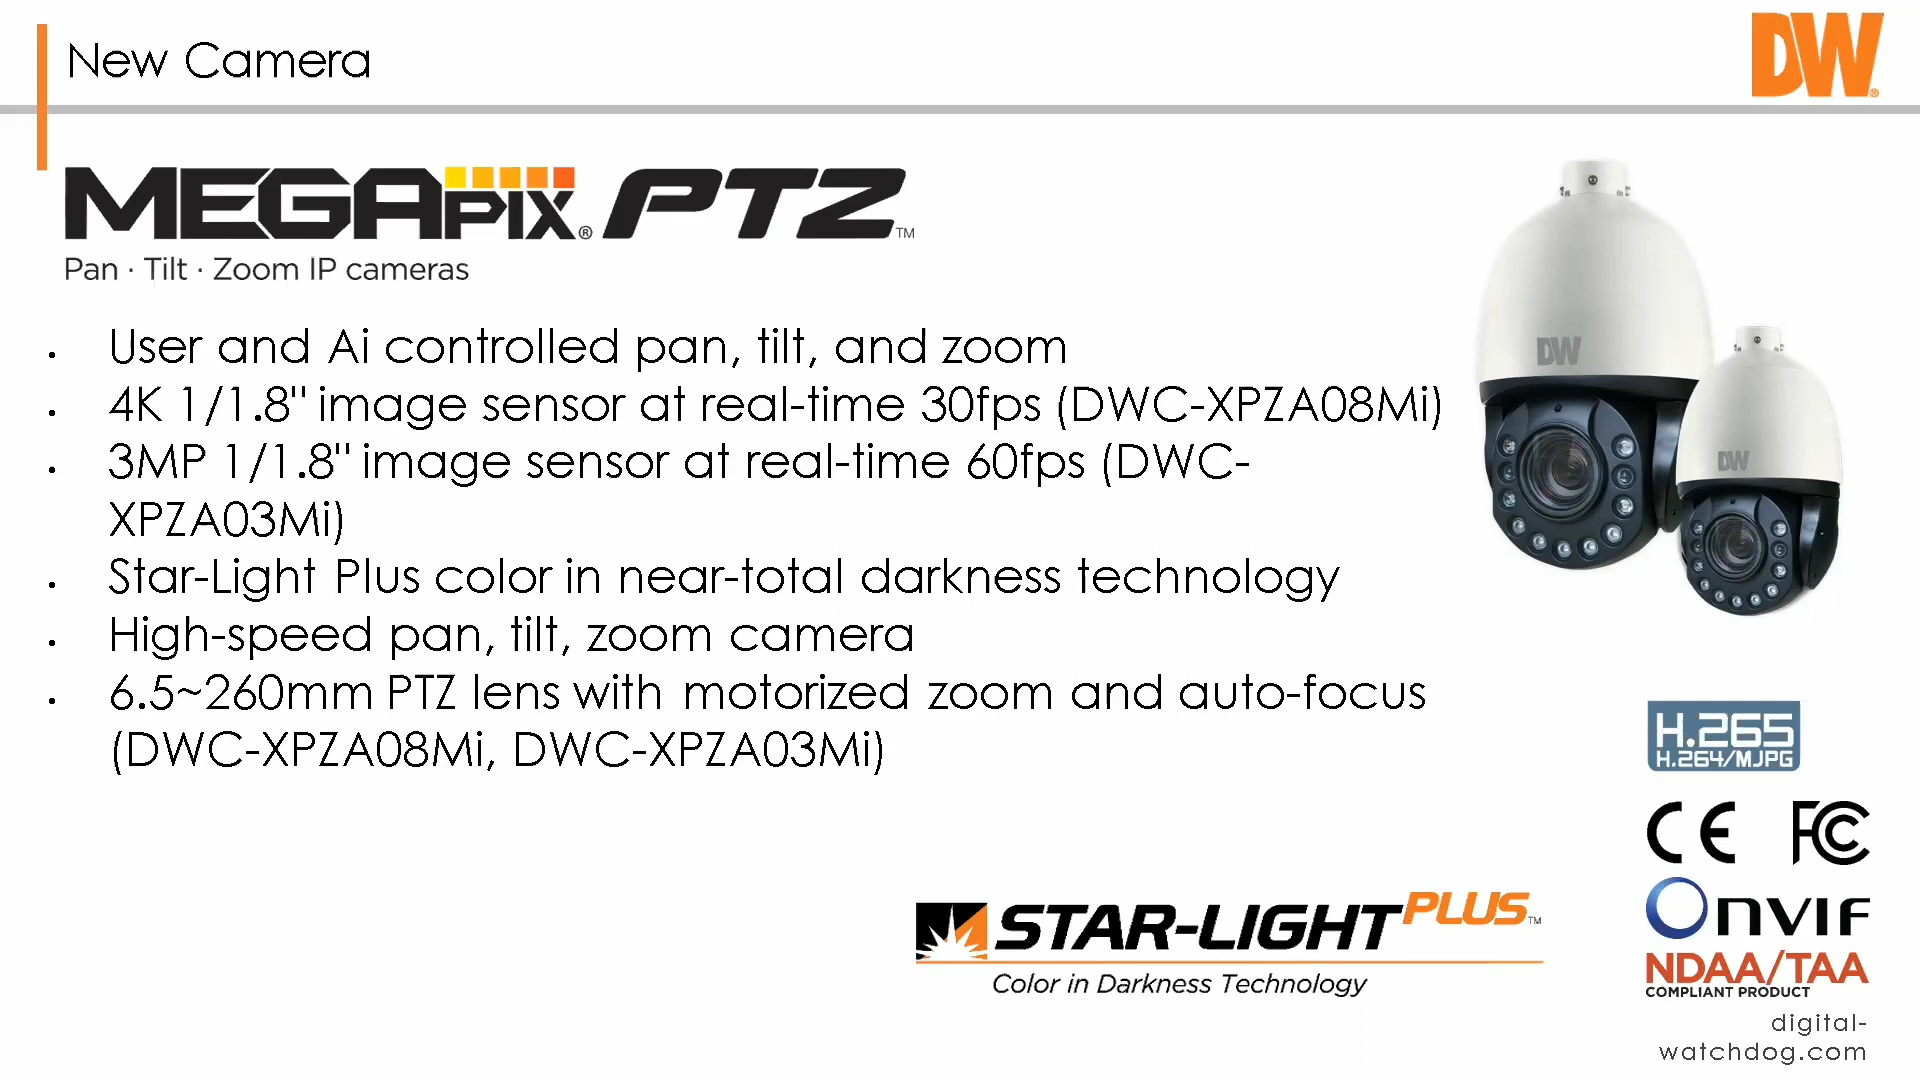 New Camera
DW®
MEGApix® PTZ™
Pan · Tilt · Zoom IP cameras
• User and Ai controlled pan, tilt, and zoom
• 4K 1/1.8" image sensor at real-time 30fps (DWC-XPZA08Mi)
• 3MP 1/1.8" image sensor at real-time 60fps (DWC-
XPZA03Mi)
• Star-Light Plus color in near-total darkness technology
• High-speed pan, tilt, zoom camera
• 6.5~260mm PTZ lens with motorized zoom and auto-focus
(DWC-XPZA08Mi, DWC-XPZA03Mi)
DW
DW
H.265
H.264/MJPG
CE FC
ONVIF
NDAA/TAA
COMPLIANT PRODUCT
STAR-LIGHT PLUS™
Color in Darkness Technology
digital-
watchdog.com